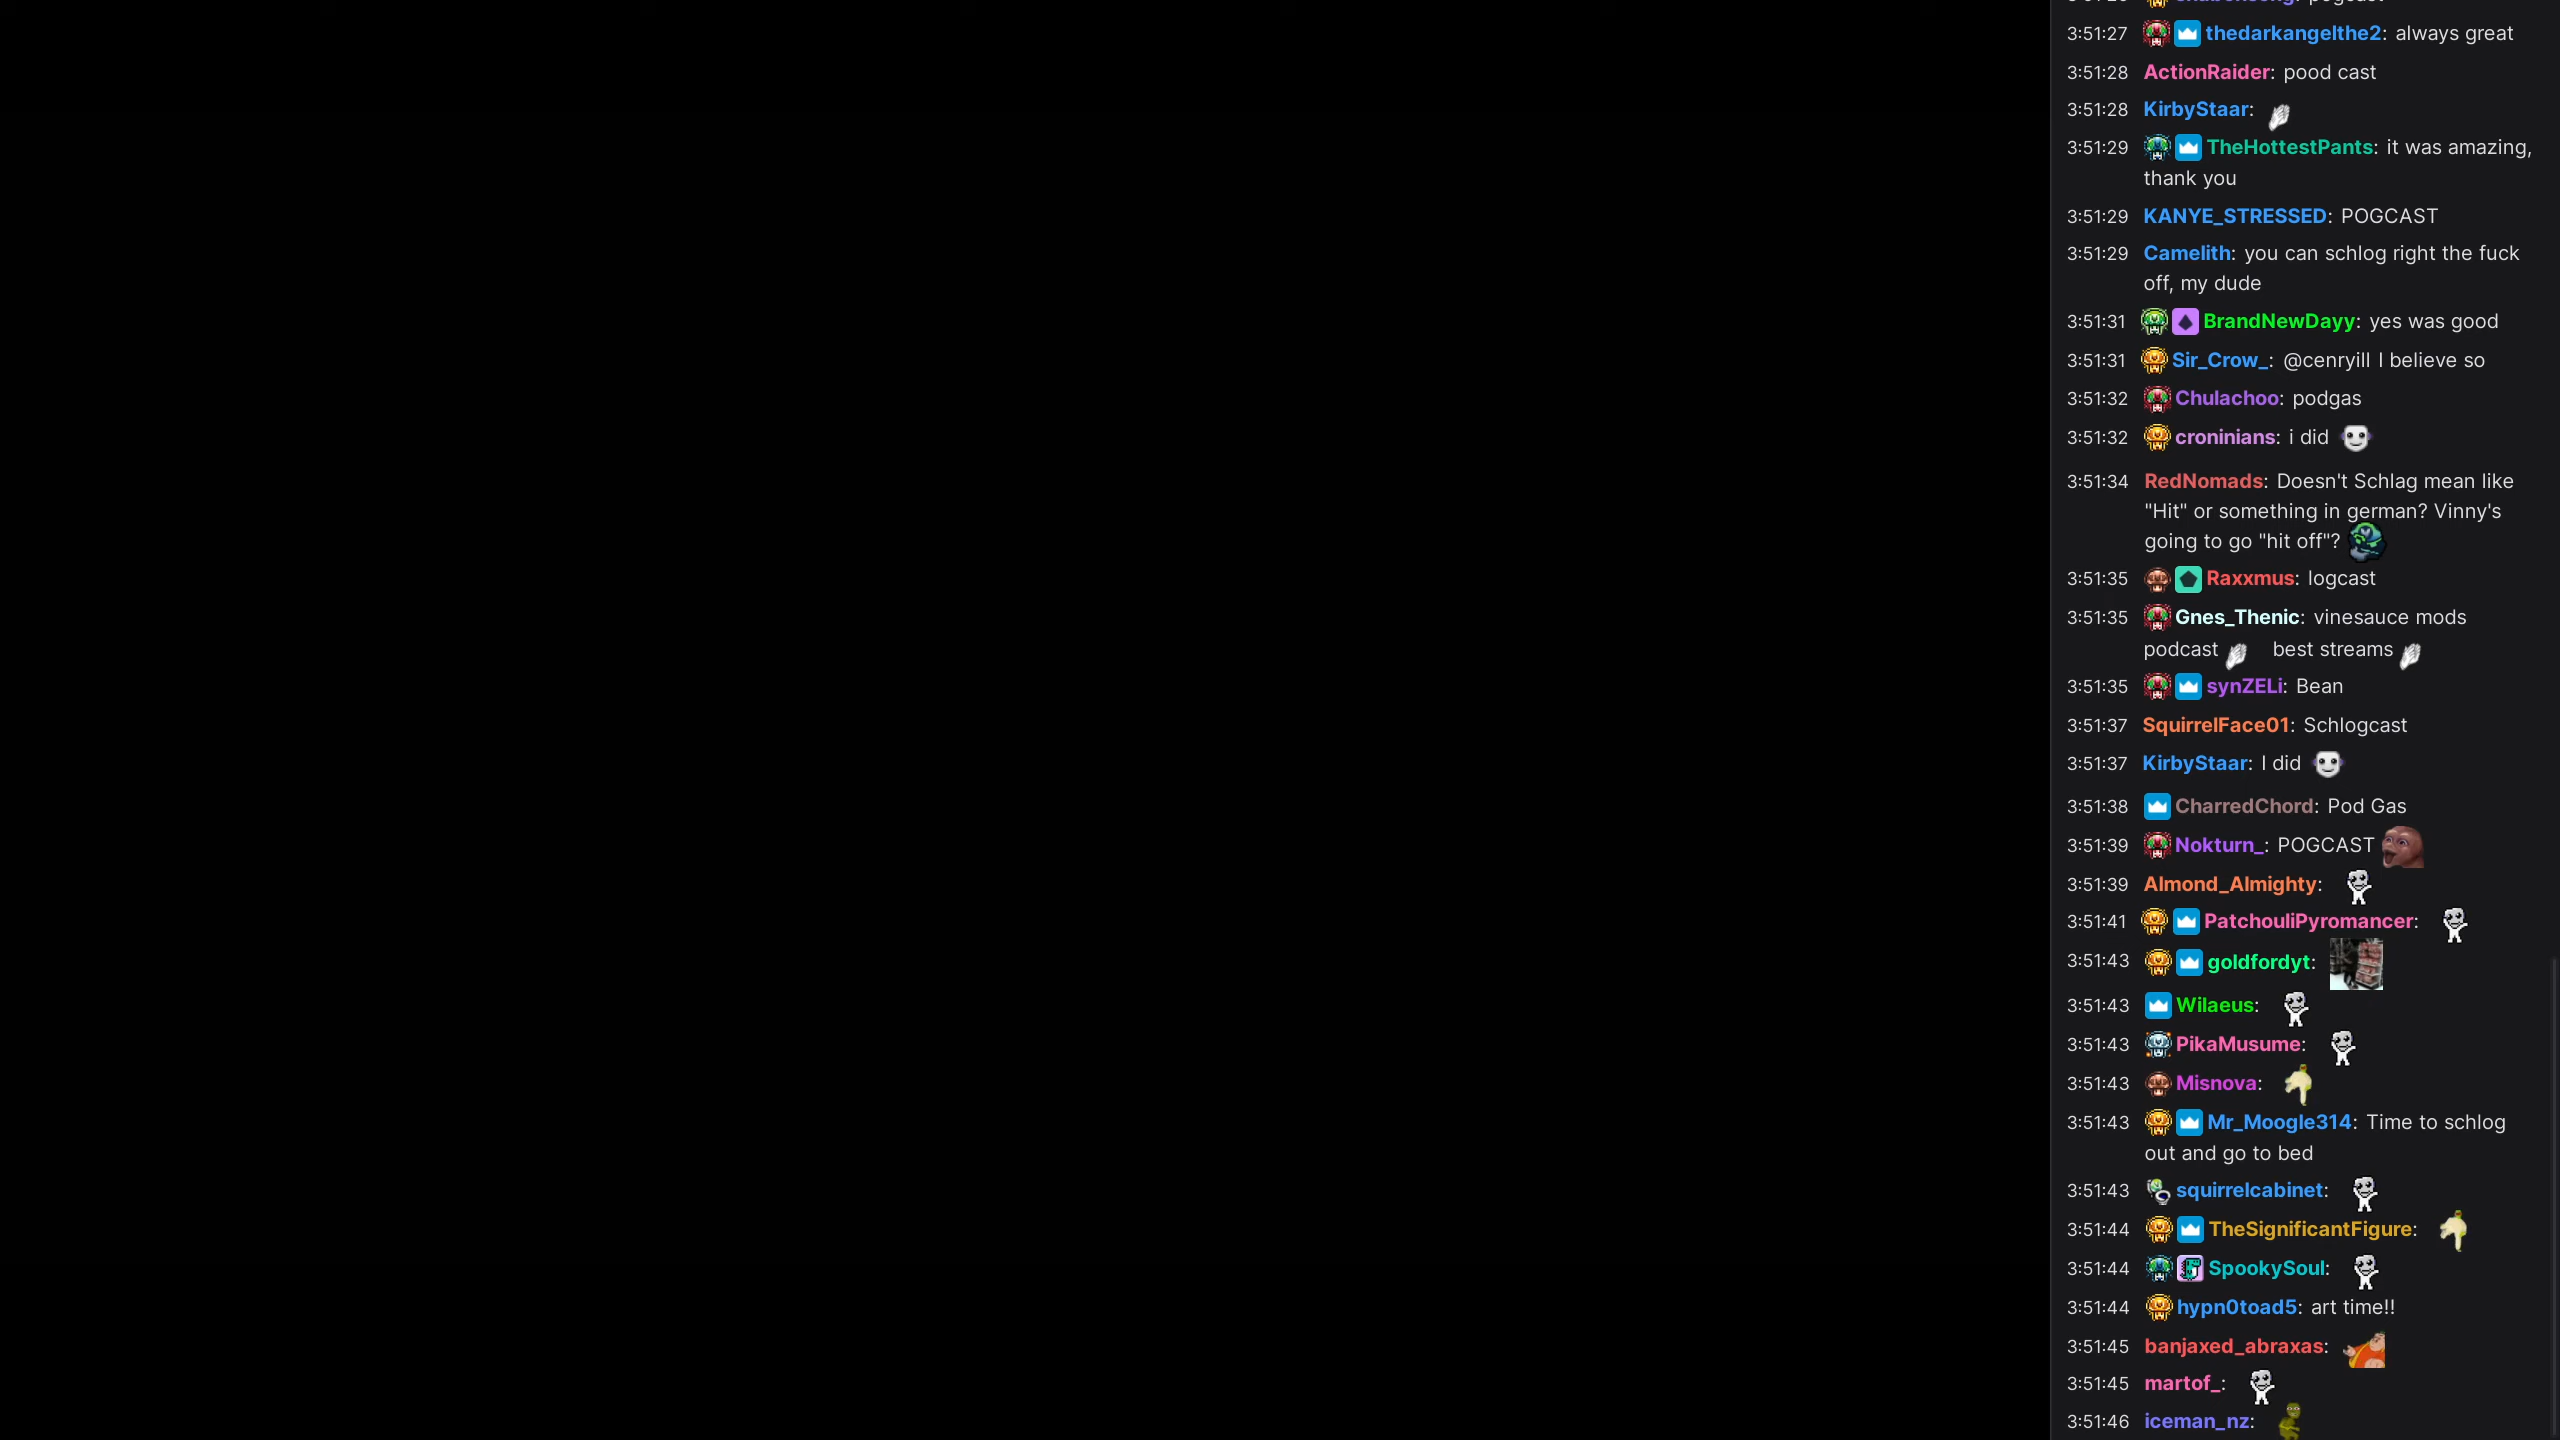 3:51:27 thedarkangelthe2: always great
3:51:28 ActionRaider: pood cast
3:51:28 KirbyStaar:
3:51:29 TheHottestPants: it was amazing,
thank you
3:51:29 KANYE_STRESSED: POGCAST
3:51:29 Camelith: you can schlog right the fuck
off, my dude
3:51:31 BrandNewDayy: yes was good
3:51:31 Sir_Crow_: @cenryill I believe so
3:51:32 Chulachoo: podgas
3:51:32 croninians: i did
3:51:34 RedNomads: Doesn't Schlag mean like
"Hit" or something in german? Vinny's
going to go "hit off"?
3:51:35 Raxxmus: logcast
3:51:35 Gnes_Thenic: vinesauce mods
podcast best streams
3:51:35 synZELi: Bean
3:51:37 SquirrelFace01: Schlogcast
3:51:37 KirbyStaar: I did
3:51:38 CharredChord: Pod Gas
3:51:39 Nokturn_: POGCAST
3:51:39 Almond_Almighty:
3:51:41 PatchouliPyromancer:
3:51:43 goldfordyt:
3:51:43 Wilaeus:
3:51:43 PikaMusume:
3:51:43 Misnova:
3:51:43 Mr_Moogle314: Time to schlog
out and go to bed
3:51:43 squirrelcabinet:
3:51:44 TheSignificantFigure:
3:51:44 SpookySoul:
3:51:44 hypn0toad5: art time!!
3:51:45 banjaxed_abraxas:
3:51:45 martof_:
3:51:46 iceman_nz: